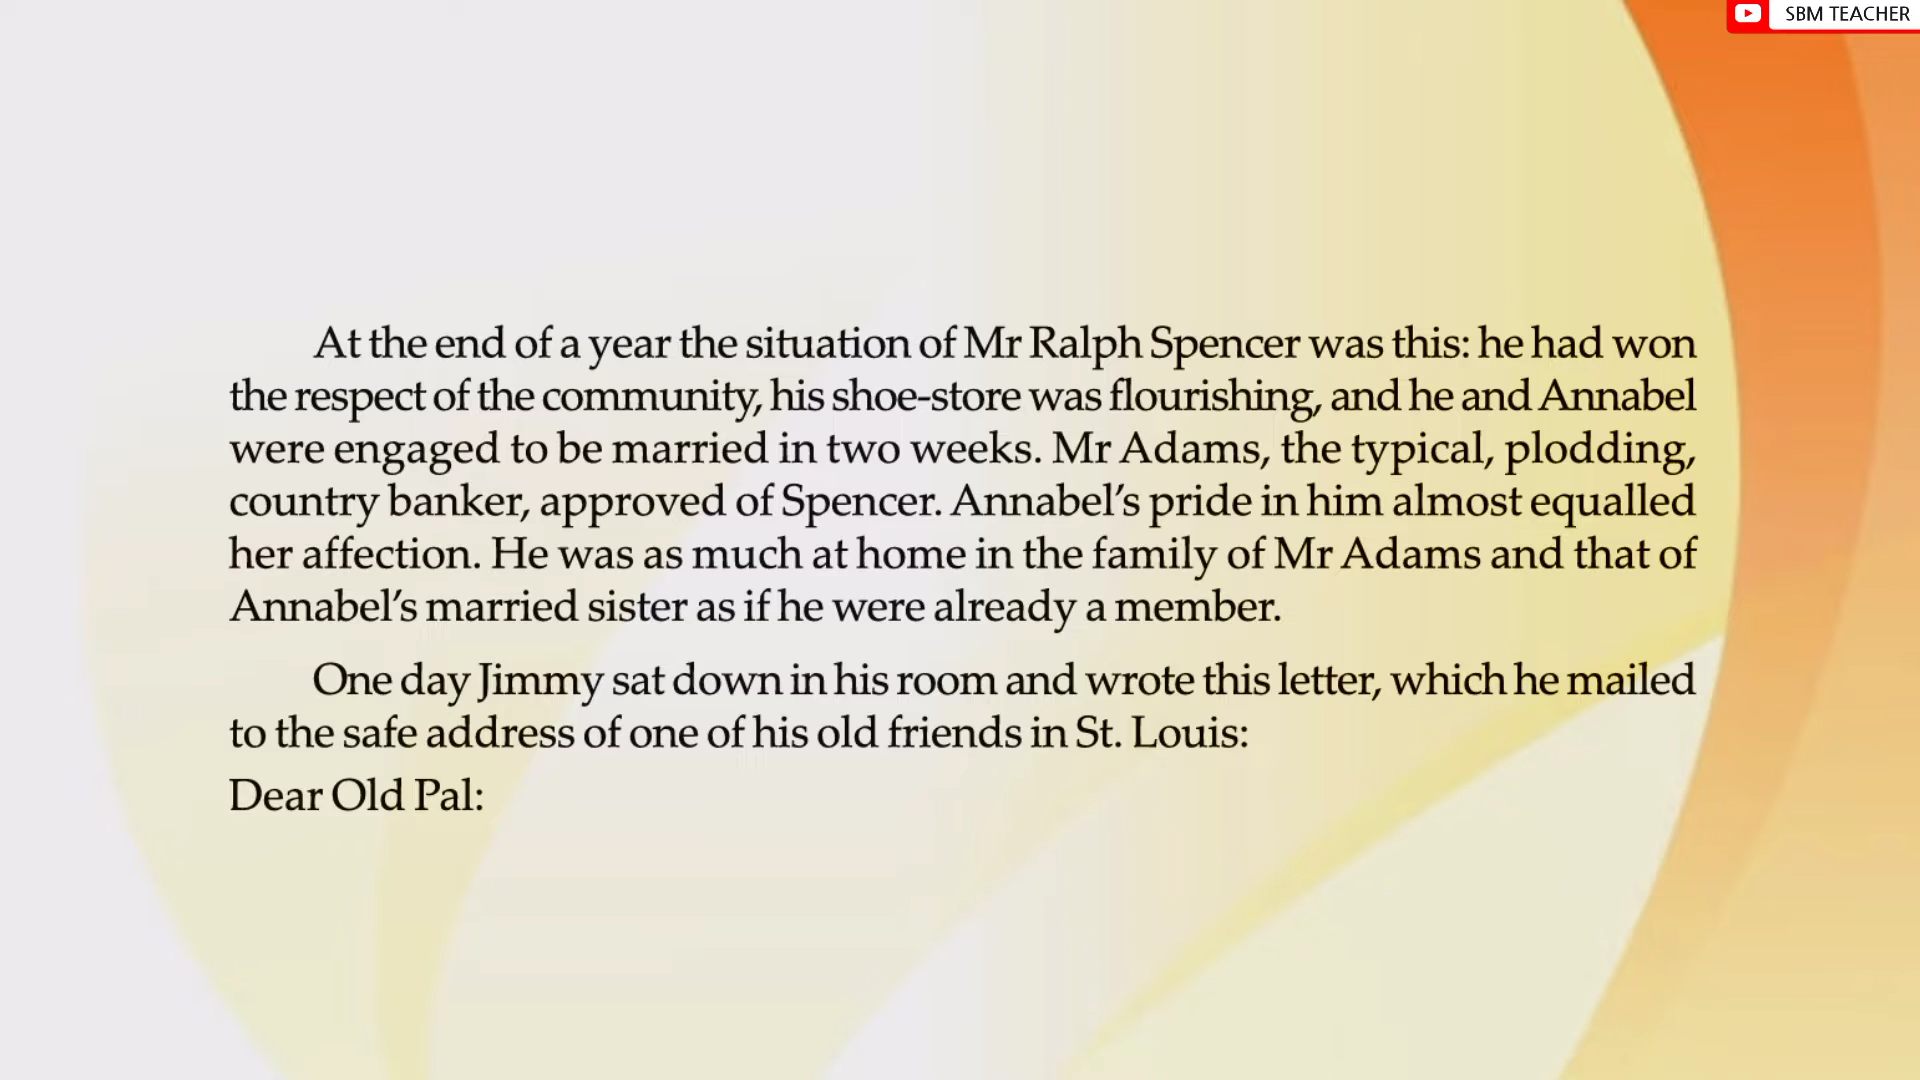 SBM TEACHER
At the end of a year the situation of Mr Ralph Spencer was this: he had won
the respect of the community, his shoe-store was flourishing, and he and Annabel
were engaged to be married in two weeks. Mr Adams, the typical, plodding,
country banker, approved of Spencer. Annabel’s pride in him almost equalled
her affection. He was as much at home in the family of Mr Adams and that of
Annabel’s married sister as if he were already a member.
One day Jimmy sat down in his room and wrote this letter, which he mailed
to the safe address of one of his old friends in St. Louis:
Dear Old Pal: